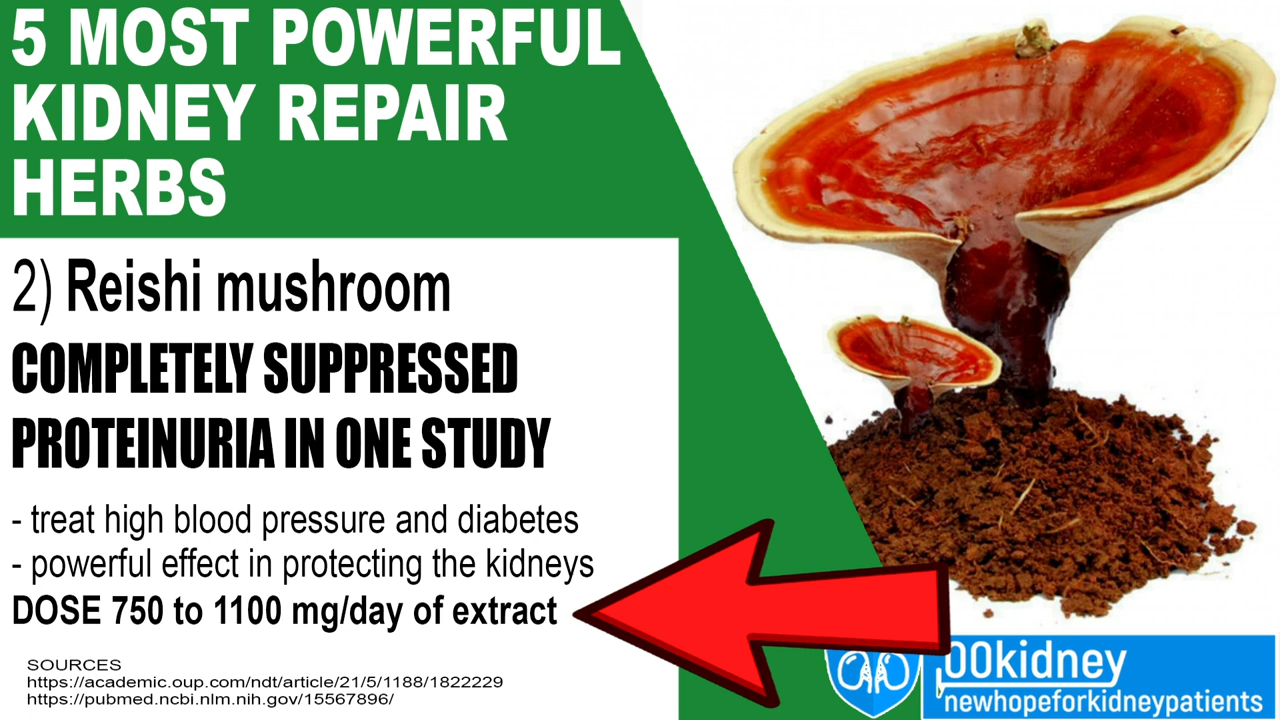 5 MOST POWERFUL
KIDNEY REPAIR
HERBS
2) Reishi mushroom
COMPLETELY SUPPRESSED
PROTEINURIA IN ONE STUDY
- treat high blood pressure and diabetes
- powerful effect in protecting the kidneys
DOSE 750 to 1100 mg/day of extract
SOURCES
https://academic.oup.com/ndt/article/21/5/1188/1822229
https://pubmed.ncbi.nlm.nih.gov/15567896/
00kidney
newhopeforkidneypatients